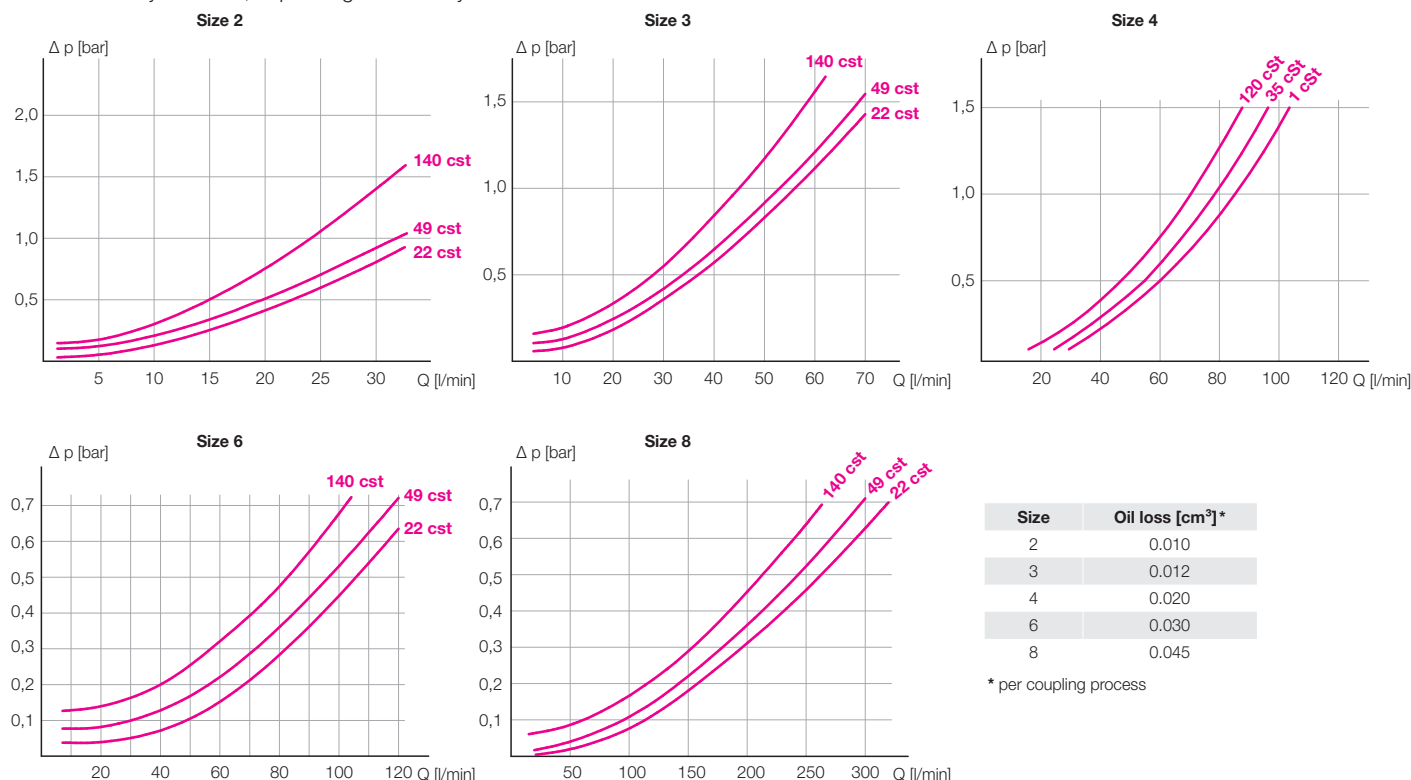 Size 2
Δ p [bar]
2,0
1,5
1,0
0,5
140 cst
49 cst
22 cst
5 10 15 20 25 30 Q [l/min]
Size 3
Δ p [bar]
1,5
1,0
0,5
140 cst
49 cst
22 cst
10 20 30 40 50 60 70 Q [l/min]
Size 4
Δ p [bar]
1,5
1,0
0,5
120 cSt
35 cSt
1 cSt
20 40 60 80 100 120 Q [l/min]
Size 6
Δ p [bar]
0,7
0,6
0,5
0,4
0,3
0,2
0,1
140 cst
49 cst
22 cst
20 40 60 80 100 120 Q [l/min]
Size 8
Δ p [bar]
0,7
0,6
0,5
0,4
0,3
0,2
0,1
140 cst
49 cst
22 cst
50 100 150 200 250 300 Q [l/min]
Size Oil loss [cm³] *
2 0.010
3 0.012
4 0.020
6 0.030
8 0.045
* per coupling process